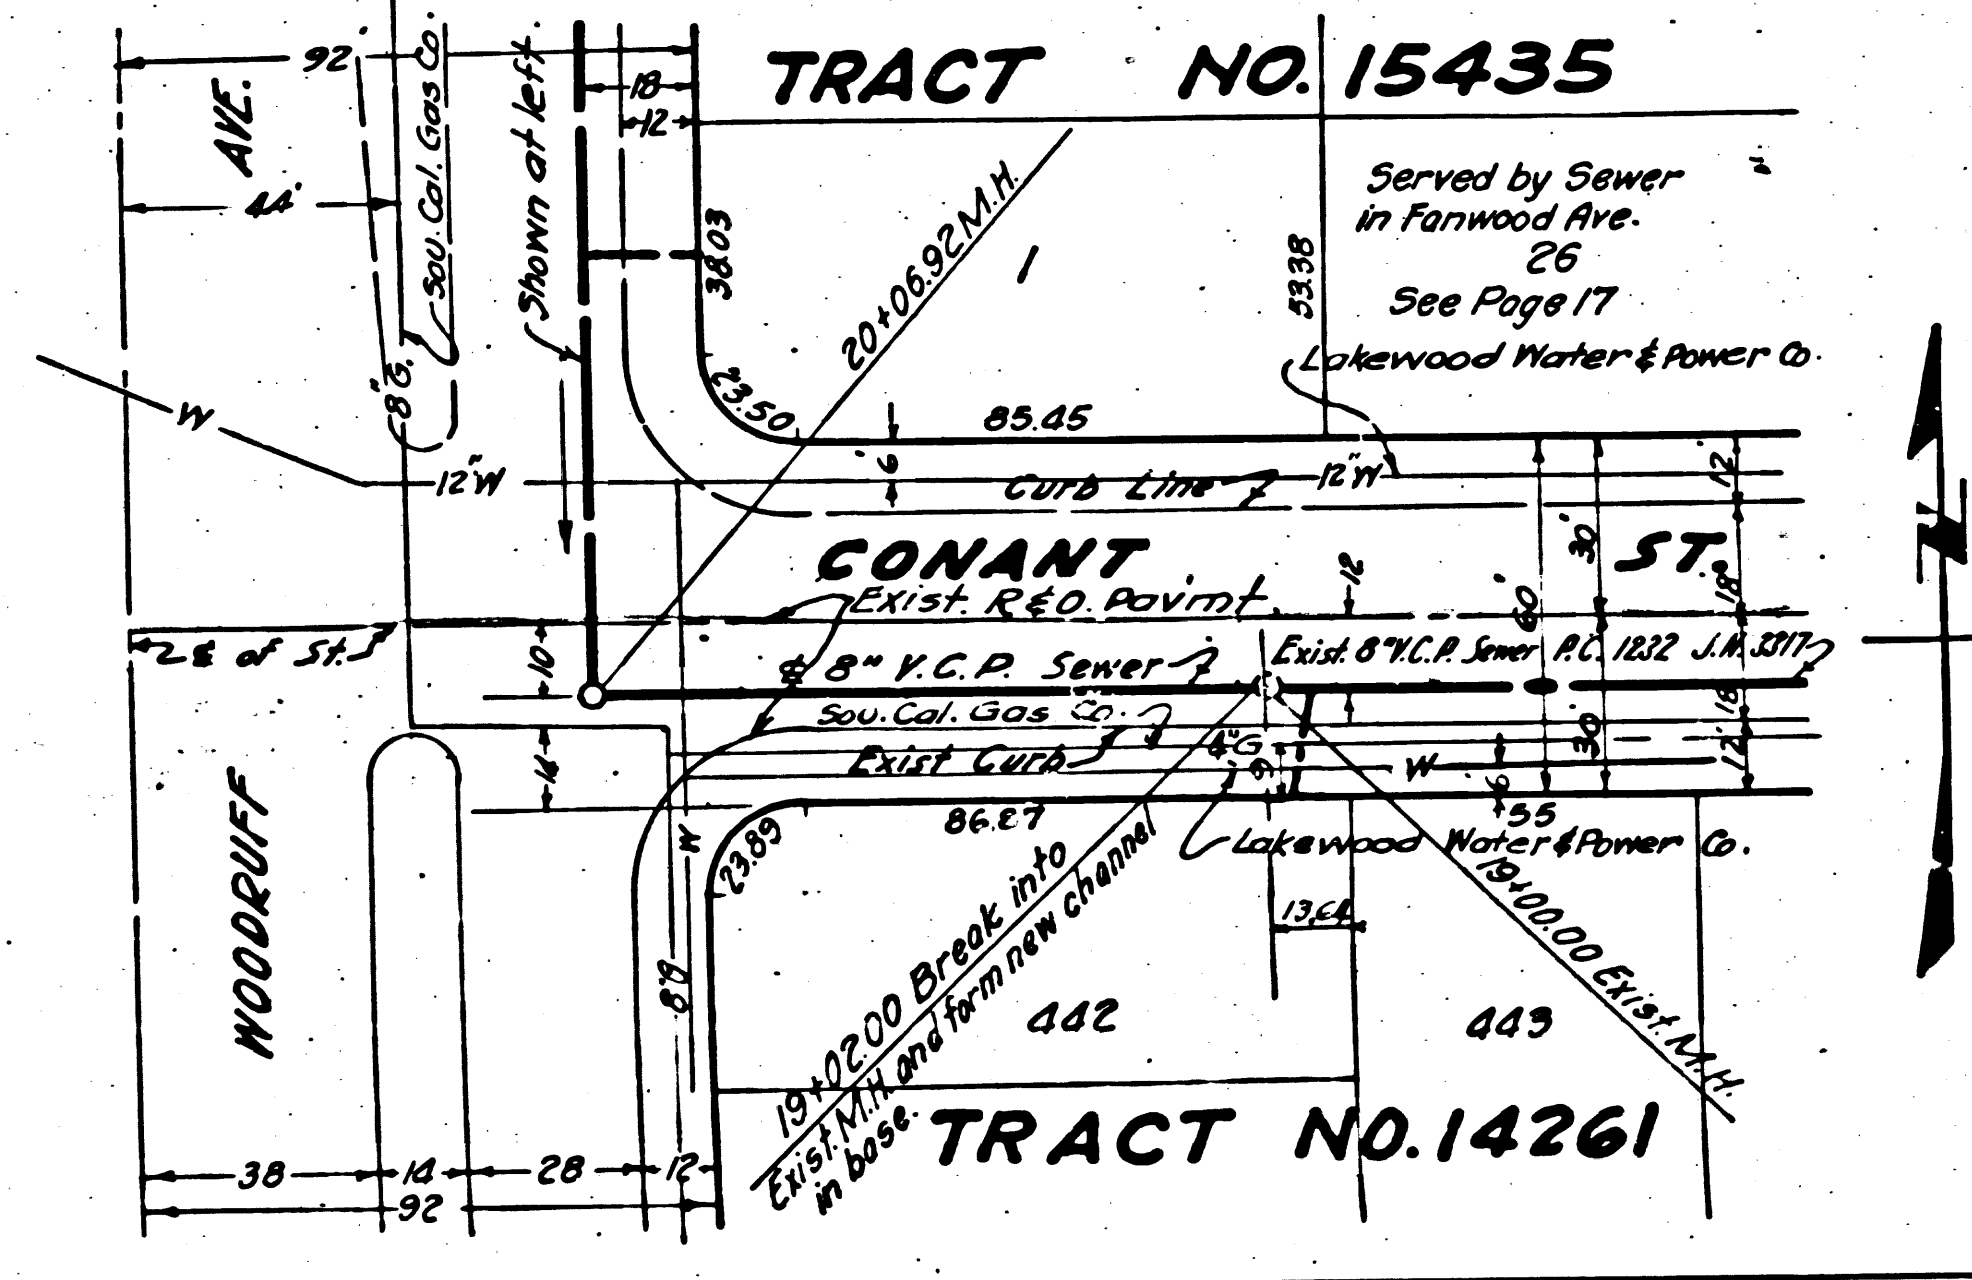 TRACT NO. 15435
92'
AVE.
44'
Sou. Cal. Gas Co.
8" G.
Shown at left.
18
12
38.03
20+06.92 M.H.
1
53.38
Served by Sewer
in Fanwood Ave.
26
See Page 17
Lakewood Water & Power Co.
W
23.50
85.45
6'
12" W
Curb Line
12" W
12'
CONANT ST.
30'
18'
60'
12
Exist. R&O. Pav'mt
℄ of St.
10
8" V.C.P. Sewer
Exist. 8" V.C.P. Sewer P.C. 1232 J.N. 3317
Sou. Cal. Gas Co.
4" G
18'
30'
12'
Exist Curb
14
6'
W
6'
86.87
55
Lakewood Water & Power Co.
23.89
W
8" G
13.64
WOODRUFF
19+02.00 Break into
Exist. M.H. and form new channel
in base.
19+00.00 Exist. M.H.
442
443
TRACT NO. 14261
38
14
28
12
92
N